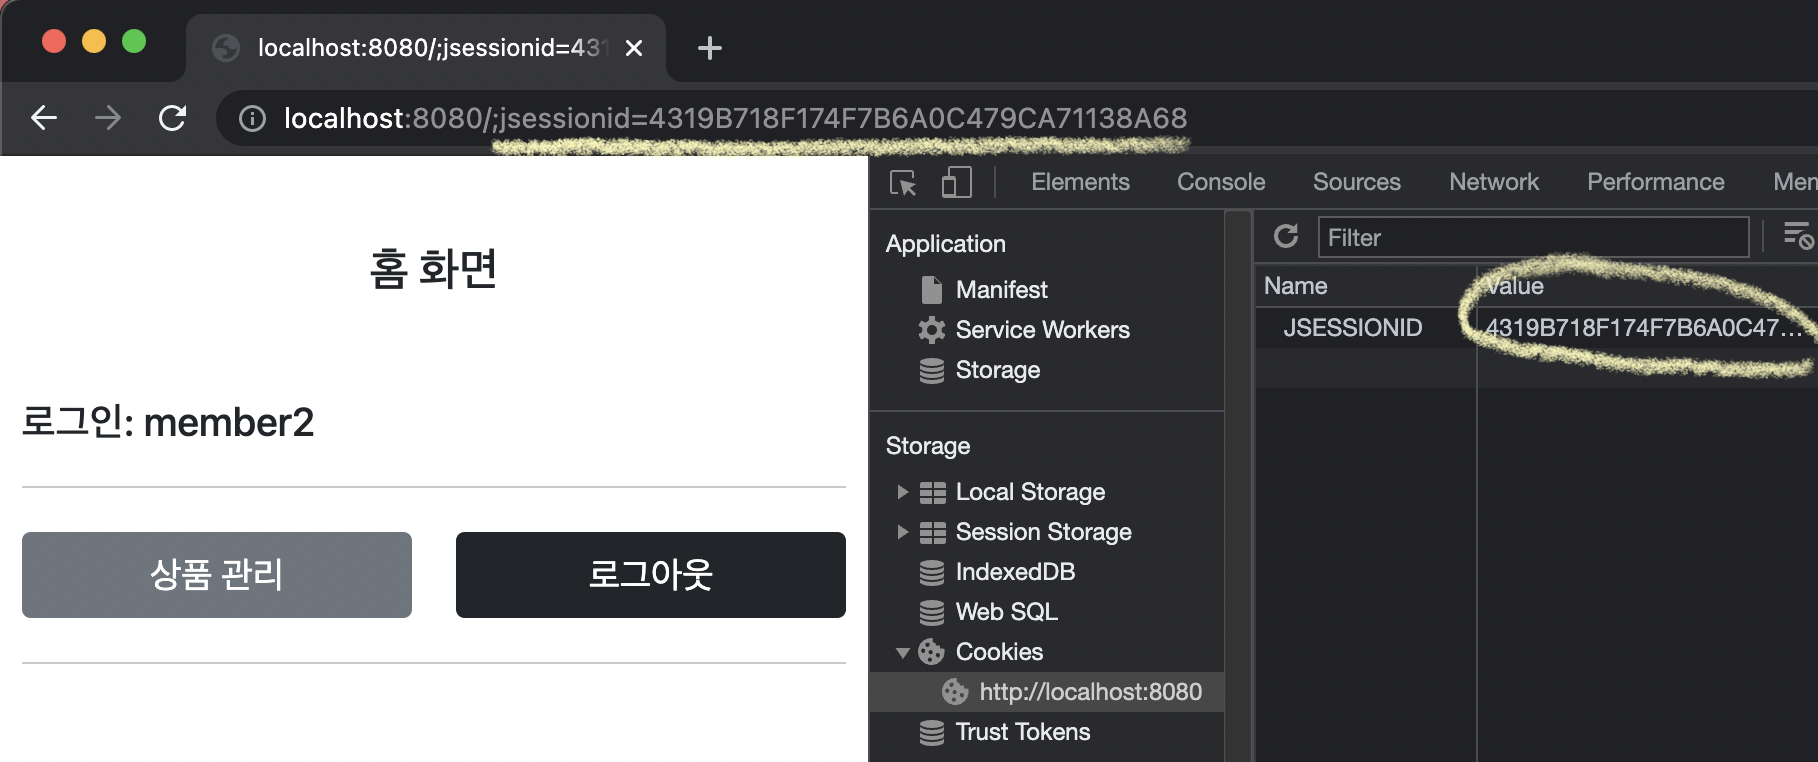 localhost:8080/;jsessionid=431
localhost:8080/;jsessionid=4319B718F174F7B6A0C479CA71138A68
홈 화면
로그인: member2
상품 관리
로그아웃
Elements Console Sources Network Performance Mem
Application
Manifest
Service Workers
Storage
Storage
Local Storage
Session Storage
IndexedDB
Web SQL
Cookies
http://localhost:8080
Trust Tokens
Filter
Name Value
JSESSIONID 4319B718F174F7B6A0C47...